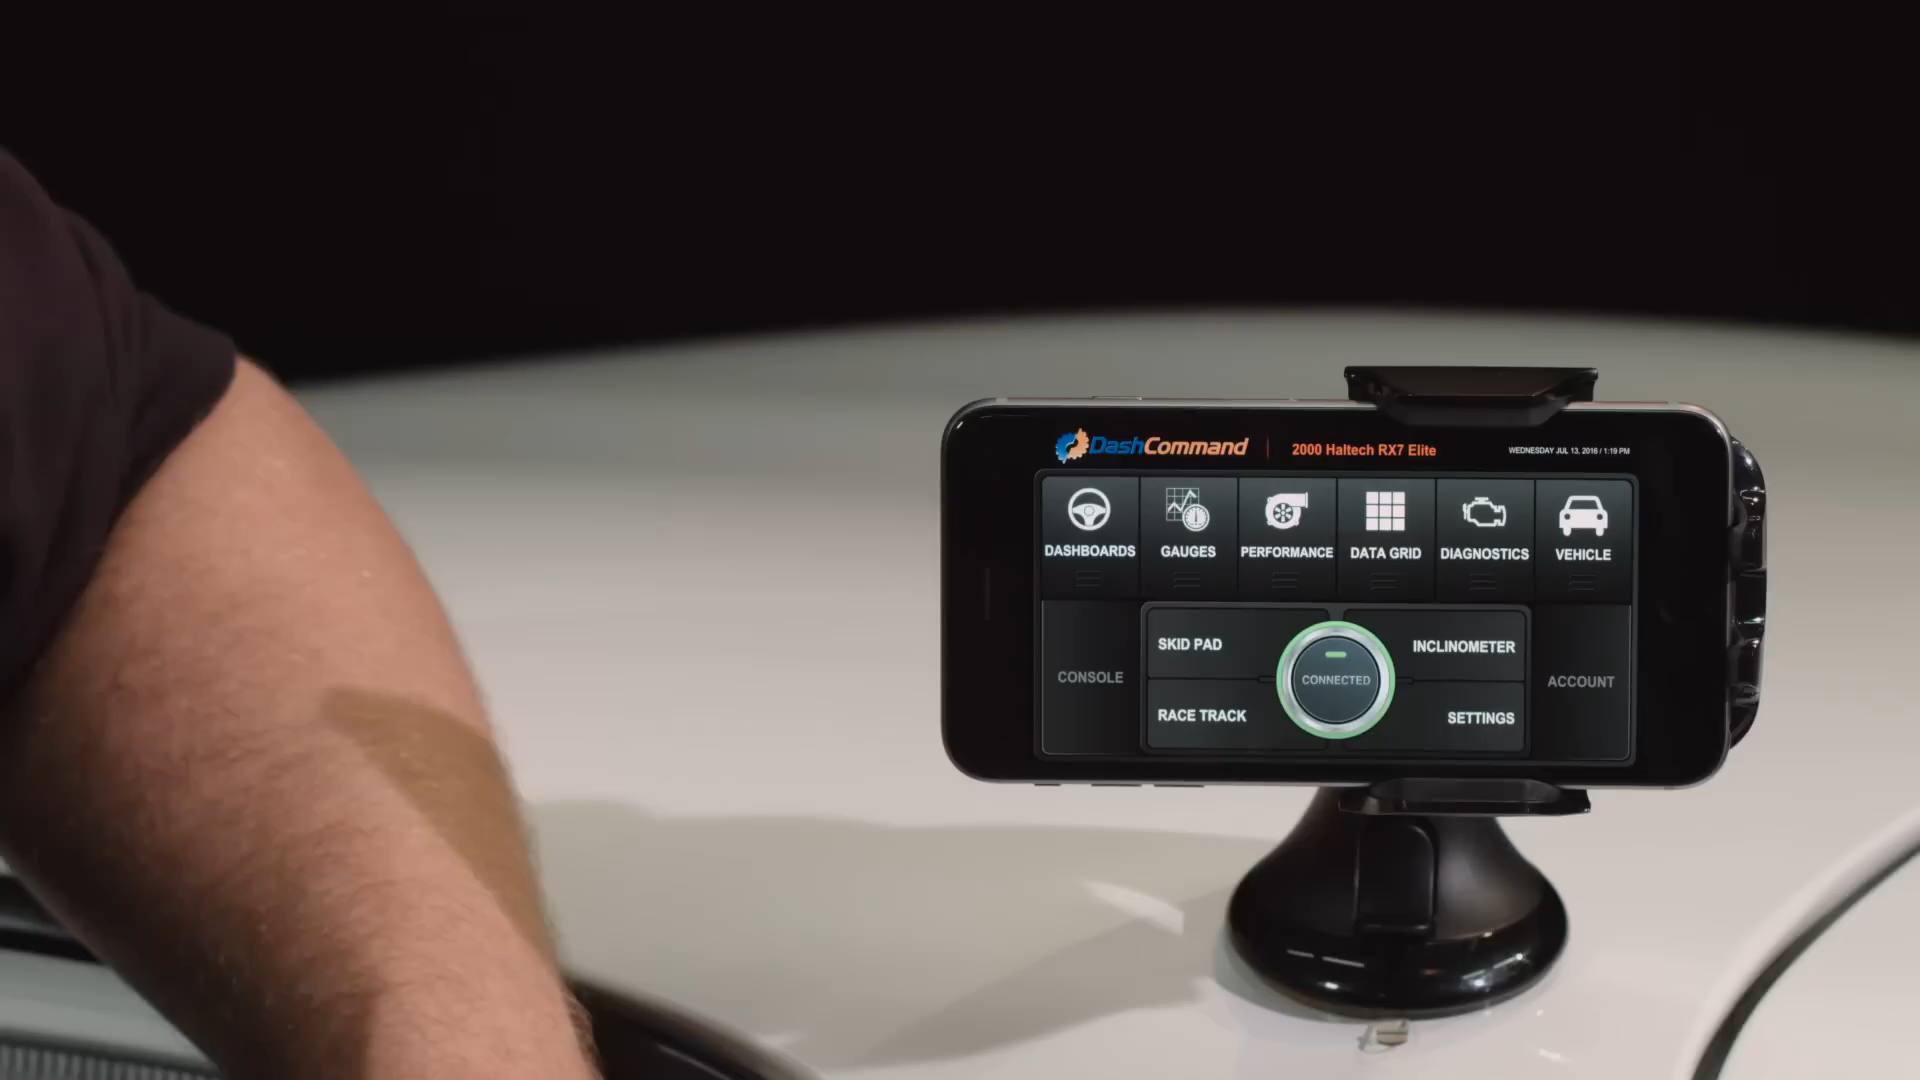 DashCommand 2000 Haltech RX7 Elite WEDNESDAY JUL 13, 2016 / 1:19 PM
DASHBOARDS GAUGES PERFORMANCE DATA GRID DIAGNOSTICS VEHICLE
SKID PAD INCLINOMETER
CONSOLE CONNECTED ACCOUNT
RACE TRACK SETTINGS